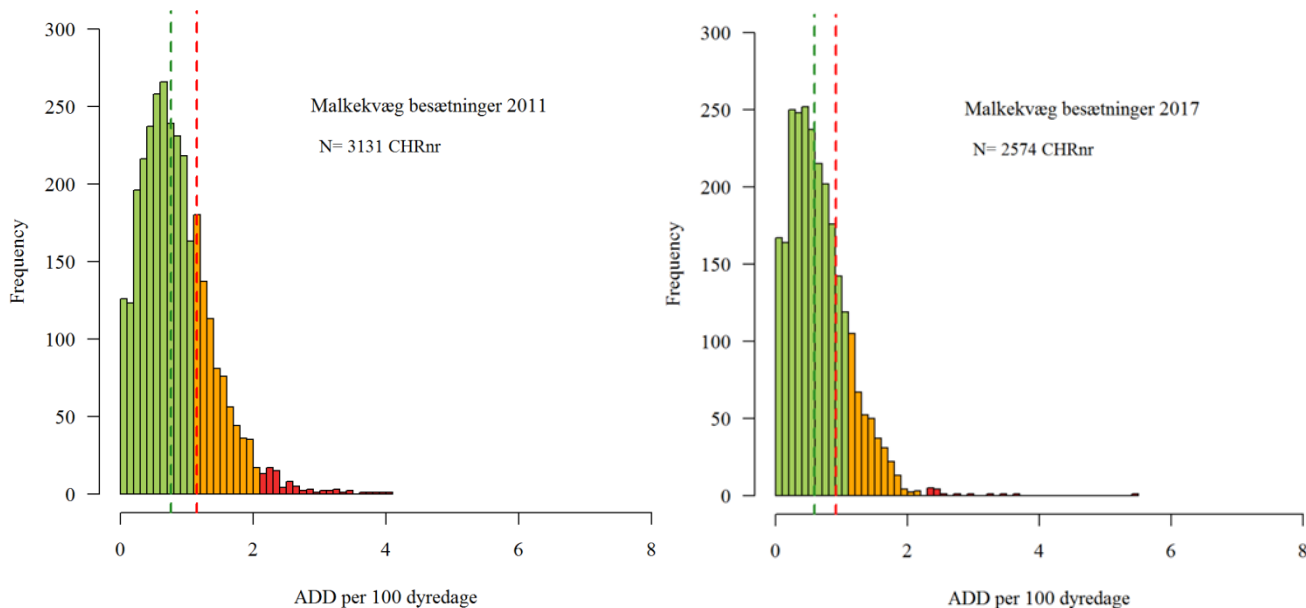 300
250
200
150
100
50
0
Frequency
Malkekvæg besætninger 2011
N= 3131 CHRnr
0 2 4 6 8
ADD per 100 dyredage
300
250
200
150
100
50
0
Frequency
Malkekvæg besætninger 2017
N= 2574 CHRnr
0 2 4 6 8
ADD per 100 dyredage